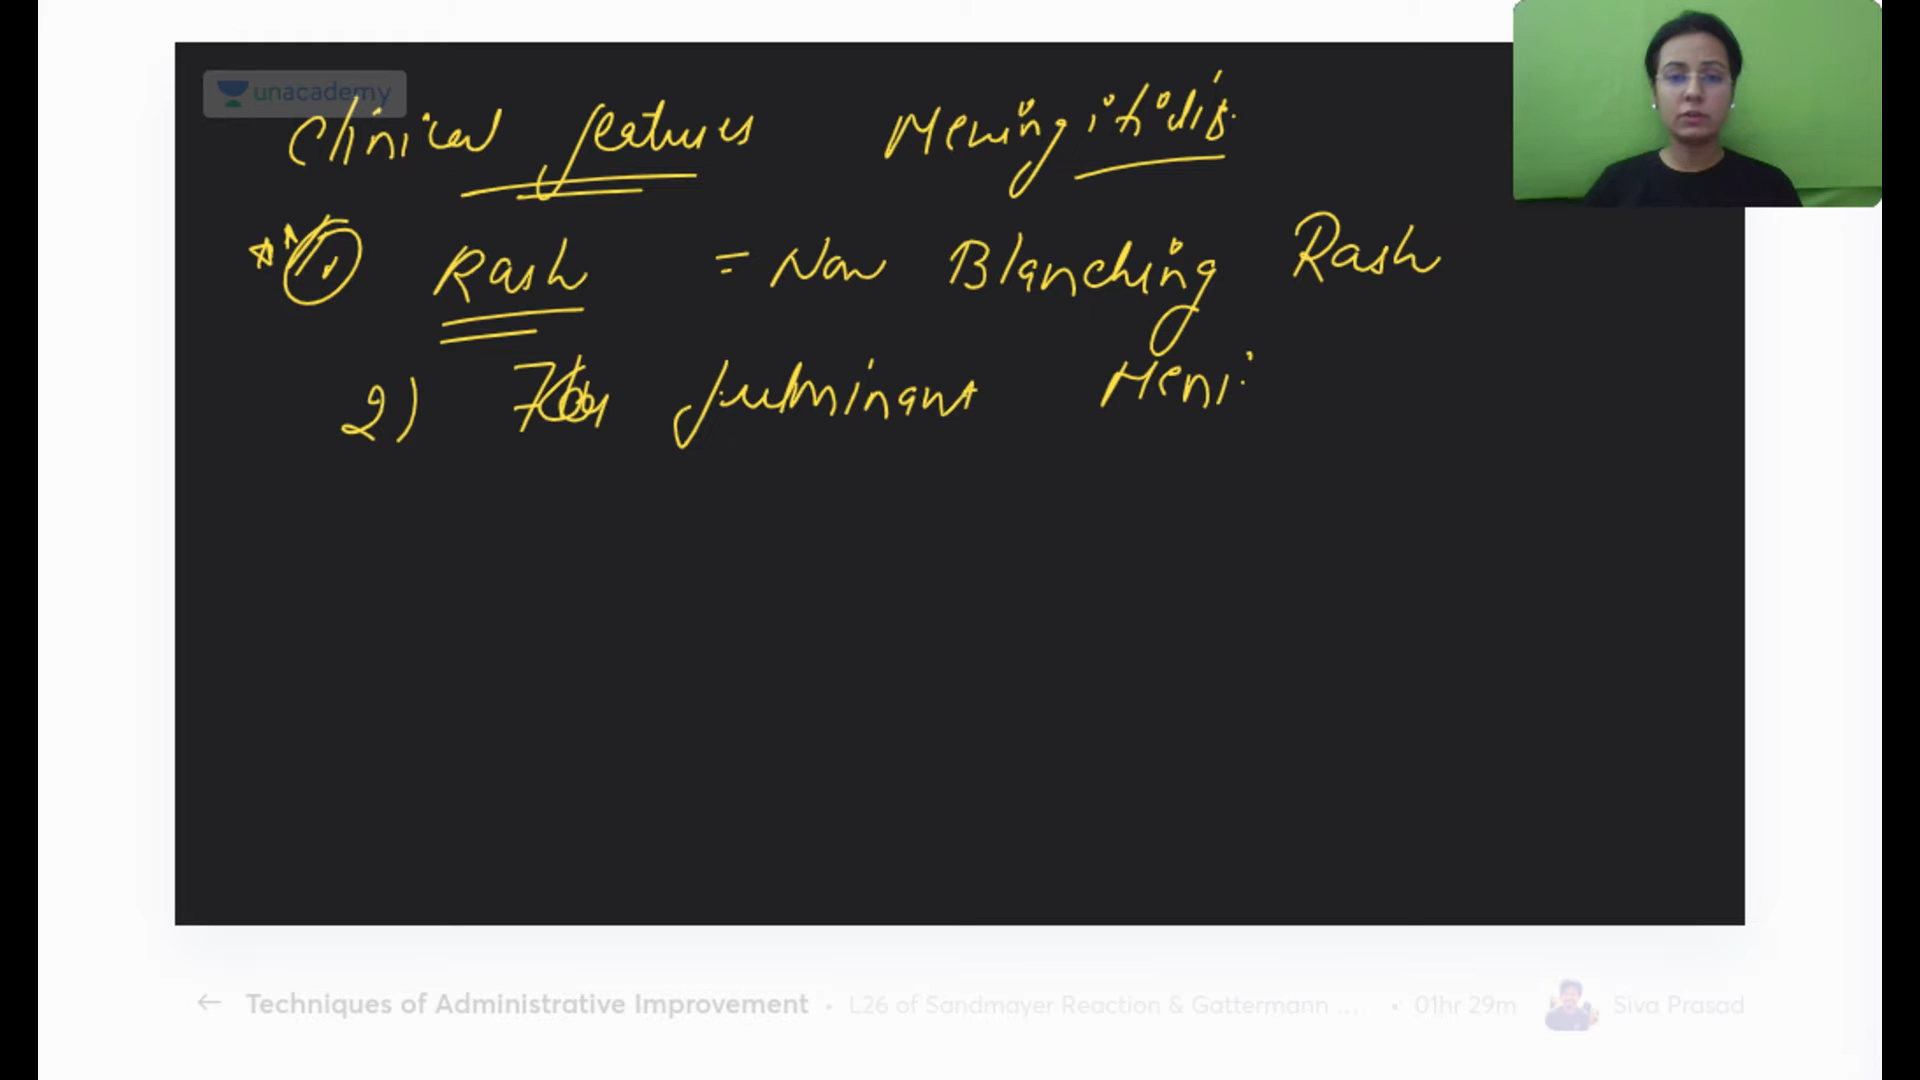 unacademy
Clinical features Meningitidis.
1. Rash = Non Blanching Rash
2) fulminant Meni
← Techniques of Administrative Improvement • L26 of Sandmayer Reaction & Gattermann .... • 01hr 29m Siva Prasad